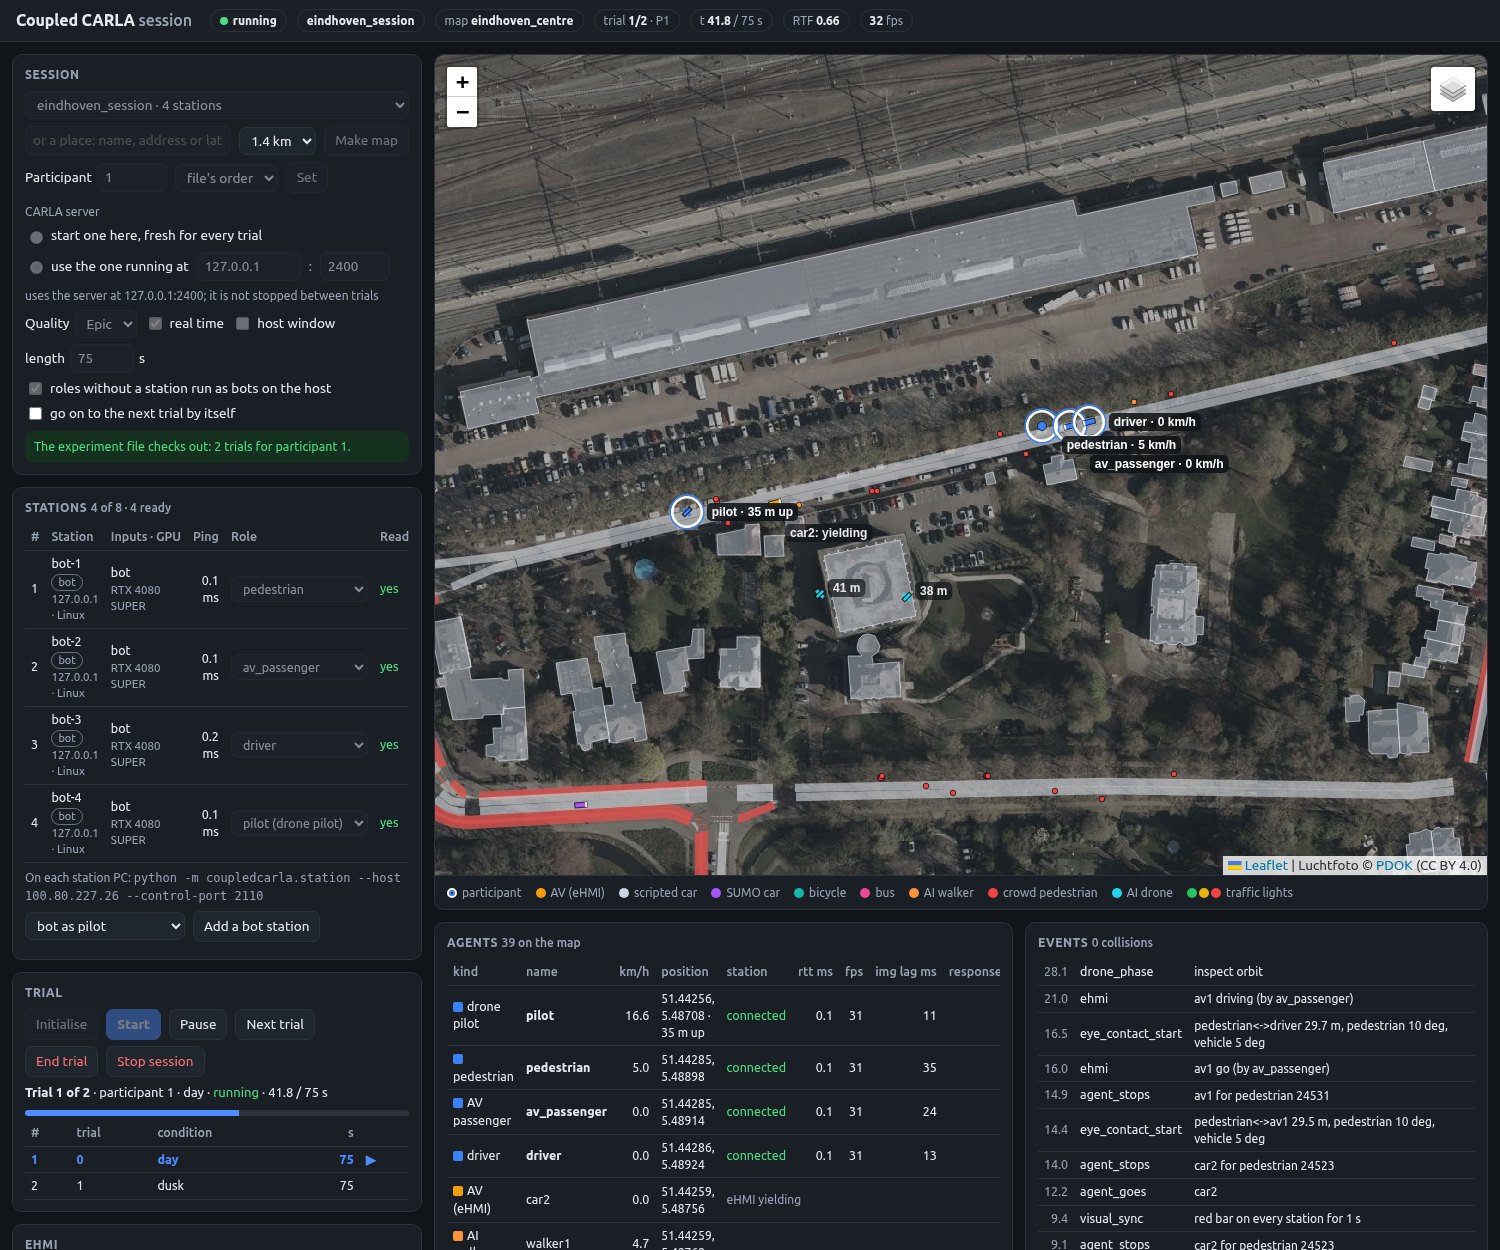 Coupled CARLA session running eindhoven_session map eindhoven_centre trial 1/2 · P1 t 41.8 / 75 s RTF 0.66 32 fps
SESSION
eindhoven_session · 4 stations
or a place: name, address or lat 1.4 km Make map
Participant 1 file's order Set
CARLA server
start one here, fresh for every trial
use the one running at 127.0.0.1 : 2400
uses the server at 127.0.0.1:2400; it is not stopped between trials
Quality Epic real time host window
length 75 s
roles without a station run as bots on the host
go on to the next trial by itself
The experiment file checks out: 2 trials for participant 1.
STATIONS 4 of 8 · 4 ready
# Station Inputs · GPU Ping Role Read
1 bot-1 bot 127.0.0.1 · Linux bot RTX 4080 SUPER 0.1 ms pedestrian yes
2 bot-2 bot 127.0.0.1 · Linux bot RTX 4080 SUPER 0.1 ms av_passenger yes
3 bot-3 bot 127.0.0.1 · Linux bot RTX 4080 SUPER 0.2 ms driver yes
4 bot-4 bot 127.0.0.1 · Linux bot RTX 4080 SUPER 0.1 ms pilot (drone pilot) yes
On each station PC: python -m coupledcarla.station --host
100.80.227.26 --control-port 2110
bot as pilot Add a bot station
TRIAL
Initialise Start Pause Next trial
End trial Stop session
Trial 1 of 2 · participant 1 · day · running · 41.8 / 75 s
# trial condition s
1 0 day 75 ▶
2 1 dusk 75
EHMI
+
−
driver · 0 km/h
pedestrian · 5 km/h
av_passenger · 0 km/h
pilot · 35 m up
car2: yielding
41 m
38 m
Leaflet | Luchtfoto © PDOK (CC BY 4.0)
participant AV (eHMI) scripted car SUMO car bicycle bus AI walker crowd pedestrian AI drone traffic lights
AGENTS 39 on the map
kind name km/h position station rtt ms fps img lag ms response
drone pilot pilot 16.6 51.44256, 5.48708 · 35 m up connected 0.1 31 11
pedestrian pedestrian 5.0 51.44285, 5.48898 connected 0.1 31 35
AV passenger av_passenger 0.0 51.44285, 5.48914 connected 0.1 31 24
driver driver 0.0 51.44286, 5.48924 connected 0.1 31 13
AV (eHMI) car2 0.0 51.44259, 5.48756 eHMI yielding
AI walker1 4.7 51.44259,
EVENTS 0 collisions
28.1 drone_phase inspect orbit
21.0 ehmi av1 driving (by av_passenger)
16.5 eye_contact_start pedestrian<->driver 29.7 m, pedestrian 10 deg, vehicle 5 deg
16.0 ehmi av1 go (by av_passenger)
14.9 agent_stops av1 for pedestrian 24531
14.4 eye_contact_start pedestrian<->av1 29.5 m, pedestrian 10 deg, vehicle 5 deg
14.0 agent_stops car2 for pedestrian 24523
12.2 agent_goes car2
9.4 visual_sync red bar on every station for 1 s
9.1 agent_stops car2 for pedestrian 24523